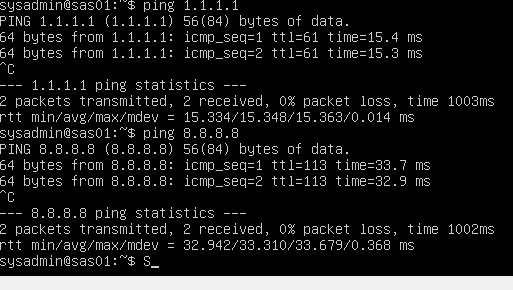 sysadmin@sas01:~$ ping 1.1.1.1
PING 1.1.1.1 (1.1.1.1) 56(84) bytes of data.
64 bytes from 1.1.1.1: icmp_seq=1 ttl=61 time=15.4 ms
64 bytes from 1.1.1.1: icmp_seq=2 ttl=61 time=15.3 ms
^C
--- 1.1.1.1 ping statistics ---
2 packets transmitted, 2 received, 0% packet loss, time 1003ms
rtt min/avg/max/mdev = 15.334/15.348/15.363/0.014 ms
sysadmin@sas01:~$ ping 8.8.8.8
PING 8.8.8.8 (8.8.8.8) 56(84) bytes of data.
64 bytes from 8.8.8.8: icmp_seq=1 ttl=113 time=33.7 ms
64 bytes from 8.8.8.8: icmp_seq=2 ttl=113 time=32.9 ms
^C
--- 8.8.8.8 ping statistics ---
2 packets transmitted, 2 received, 0% packet loss, time 1002ms
rtt min/avg/max/mdev = 32.942/33.310/33.679/0.368 ms
sysadmin@sas01:~$ S_